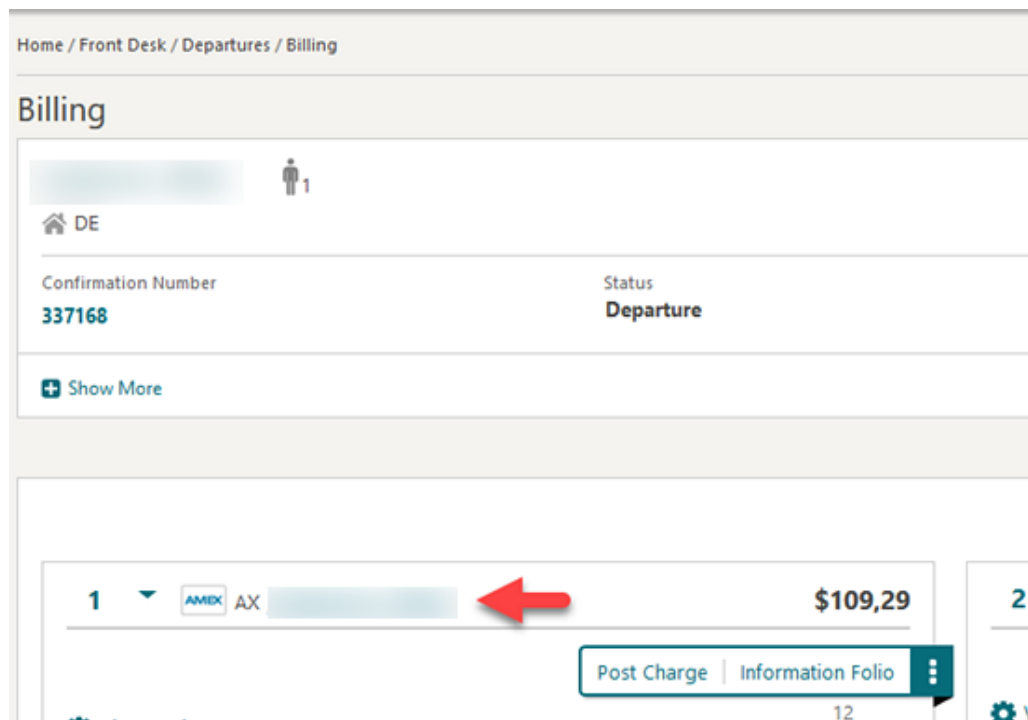 Home / Front Desk / Departures / Billing
Billing
1
DE
Confirmation Number
Status
337168
Departure
Show More
1 AMEX AX $109,29
2
Post Charge | Information Folio
12